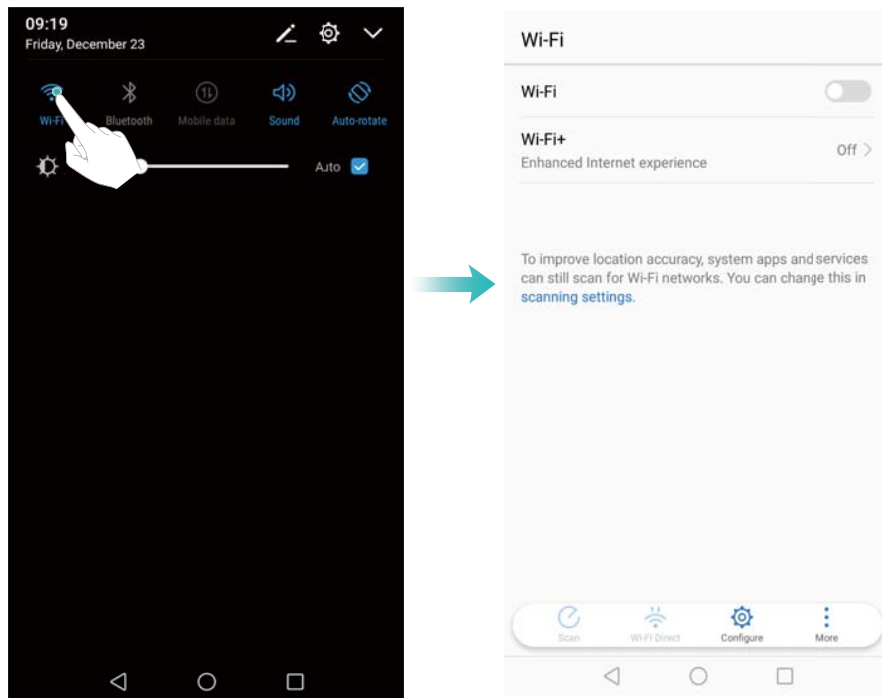 09:19
Friday, December 23
Wi-Fi
Bluetooth
Mobile data
Sound
Auto-rotate
Auto
Wi-Fi
Wi-Fi
Wi-Fi+
Enhanced Internet experience
Off
To improve location accuracy, system apps and services
can still scan for Wi-Fi networks. You can change this in
scanning settings.
Scan
Wi-Fi Direct
Configure
More